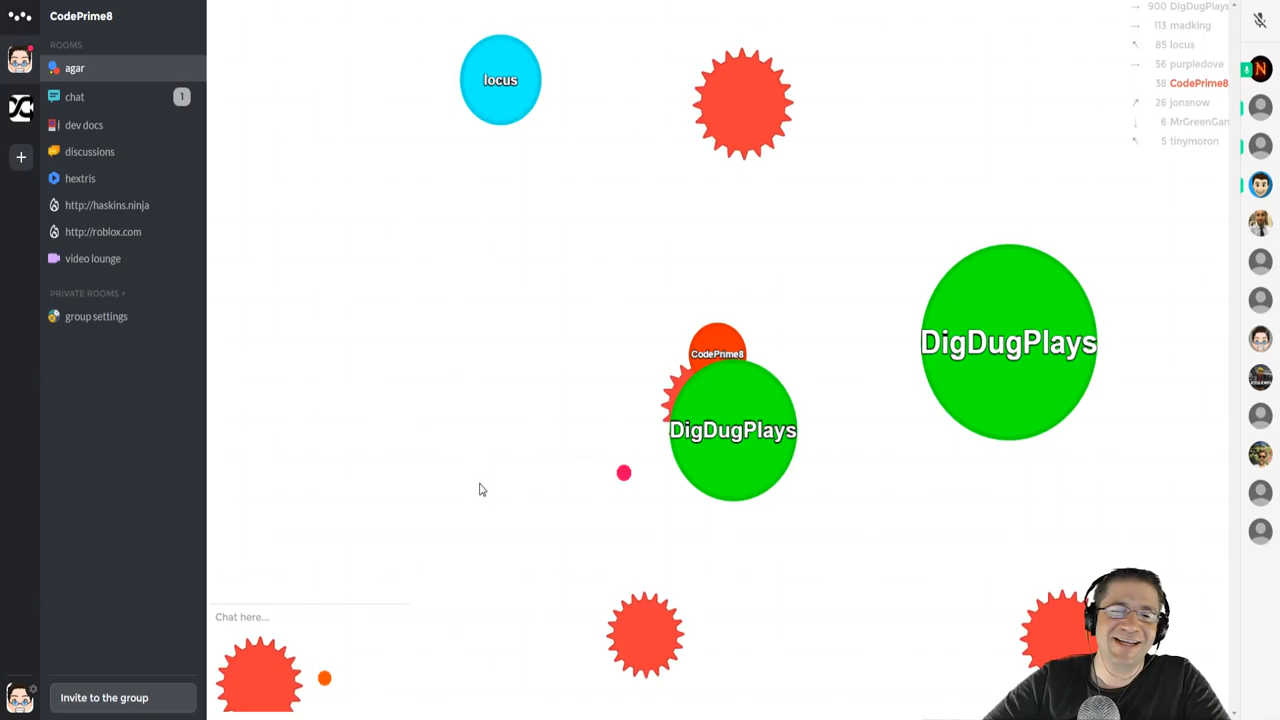 CodePrime8
ROOMS
agar
chat
1
dev docs
discussions
hextris
http://haskins.ninja
http://roblox.com
video lounge
PRIVATE ROOMS +
group settings
Invite to the group
locus
CodePrime8
DigDugPlays
DigDugPlays
Chat here...
→ 900 DigDugPlays
→ 113 madking
↖ 85 locus
→ 56 purpledove
38 CodePrime8
↗ 26 jonsnow
↓ 6 MrGreenGan
↖ 5 tinymoron
N